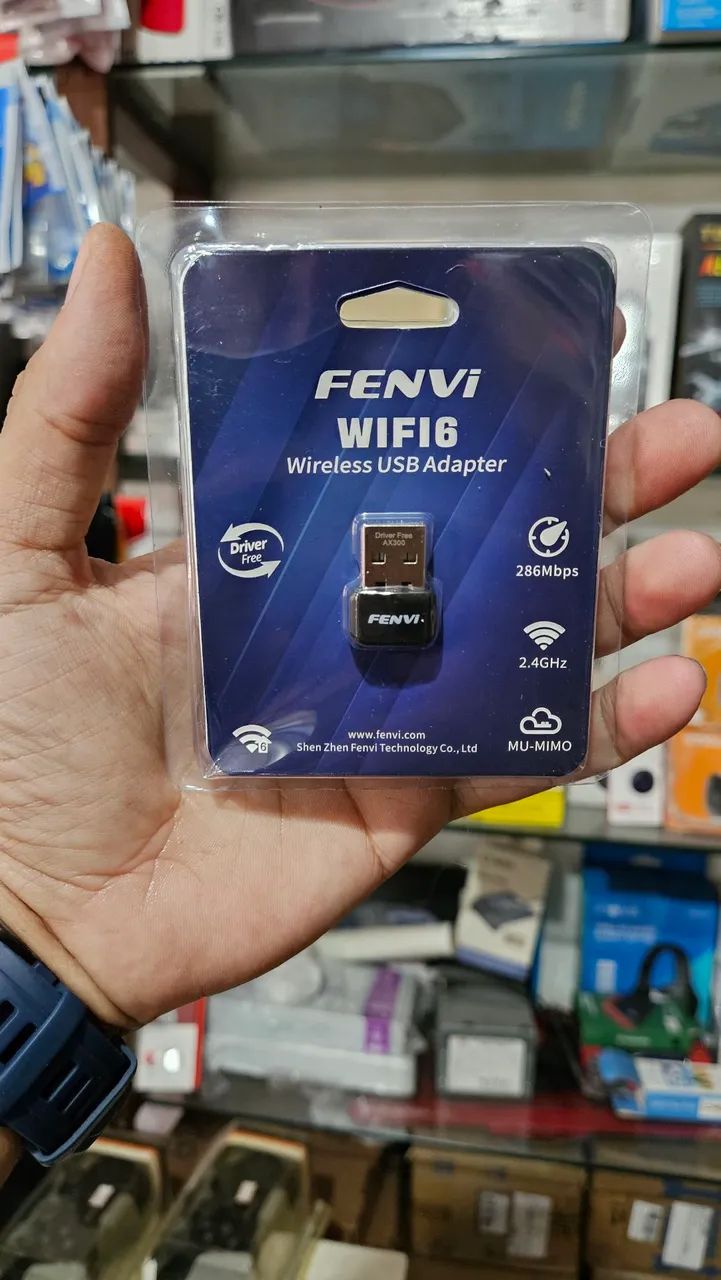 FENVi
WIFI6
Wireless USB Adapter
Driver
Free
Driver Free
AX300
FENVI
286Mbps
2.4GHz
MU-MIMO
6
www.fenvi.com
Shen Zhen Fenvi Technology Co., Ltd